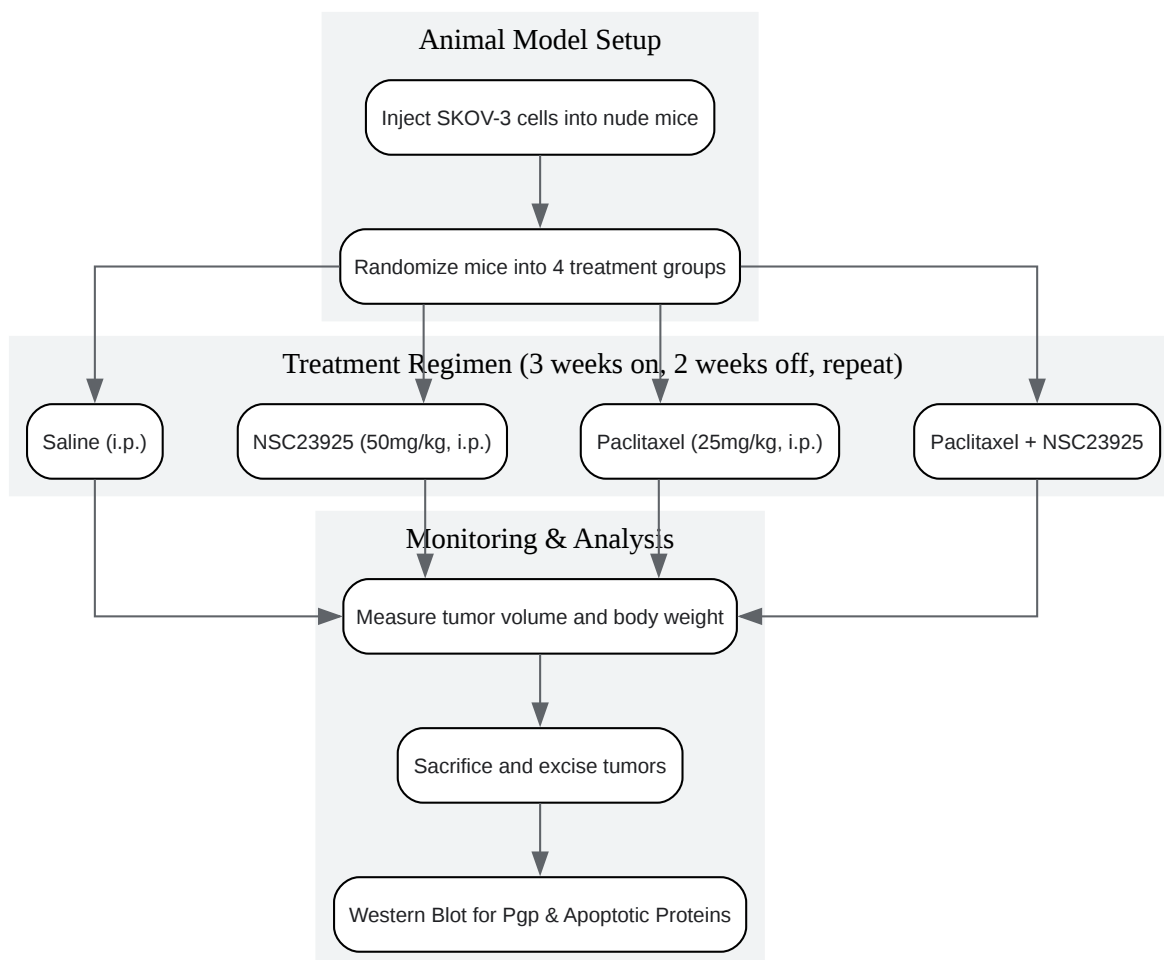 Animal Model Setup
Inject SKOV-3 cells into nude mice
Randomize mice into 4 treatment groups
Treatment Regimen (3 weeks on, 2 weeks off, repeat)
Saline (i.p.)
NSC23925 (50mg/kg, i.p.)
Paclitaxel (25mg/kg, i.p.)
Paclitaxel + NSC23925
Monitoring & Analysis
Measure tumor volume and body weight
Sacrifice and excise tumors
Western Blot for Pgp & Apoptotic Proteins